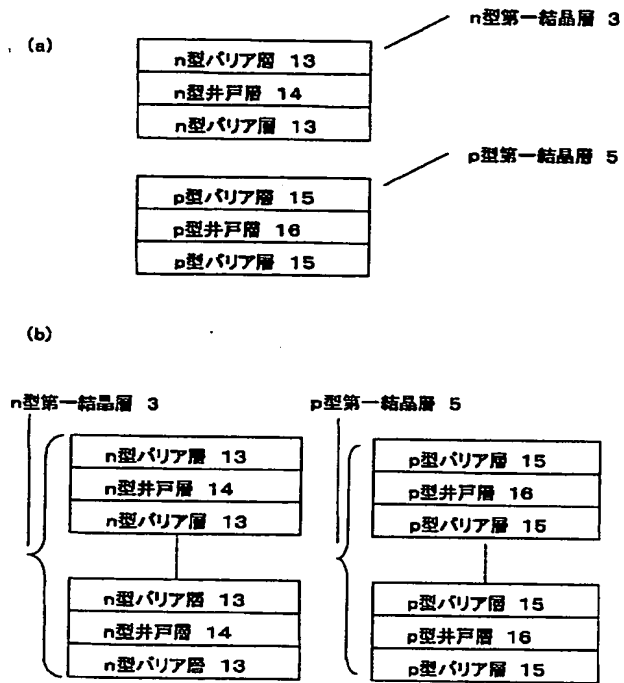 (a)
n型第一結晶層 3
n型バリア層 13
n型井戸層 14
n型バリア層 13
p型第一結晶層 5
p型バリア層 15
p型井戸層 16
p型バリア層 15
(b)
n型第一結晶層 3
p型第一結晶層 5
n型バリア層 13
n型井戸層 14
n型バリア層 13
p型バリア層 15
p型井戸層 16
p型バリア層 15
n型バリア層 13
n型井戸層 14
n型バリア層 13
p型バリア層 15
p型井戸層 16
p型バリア層 15